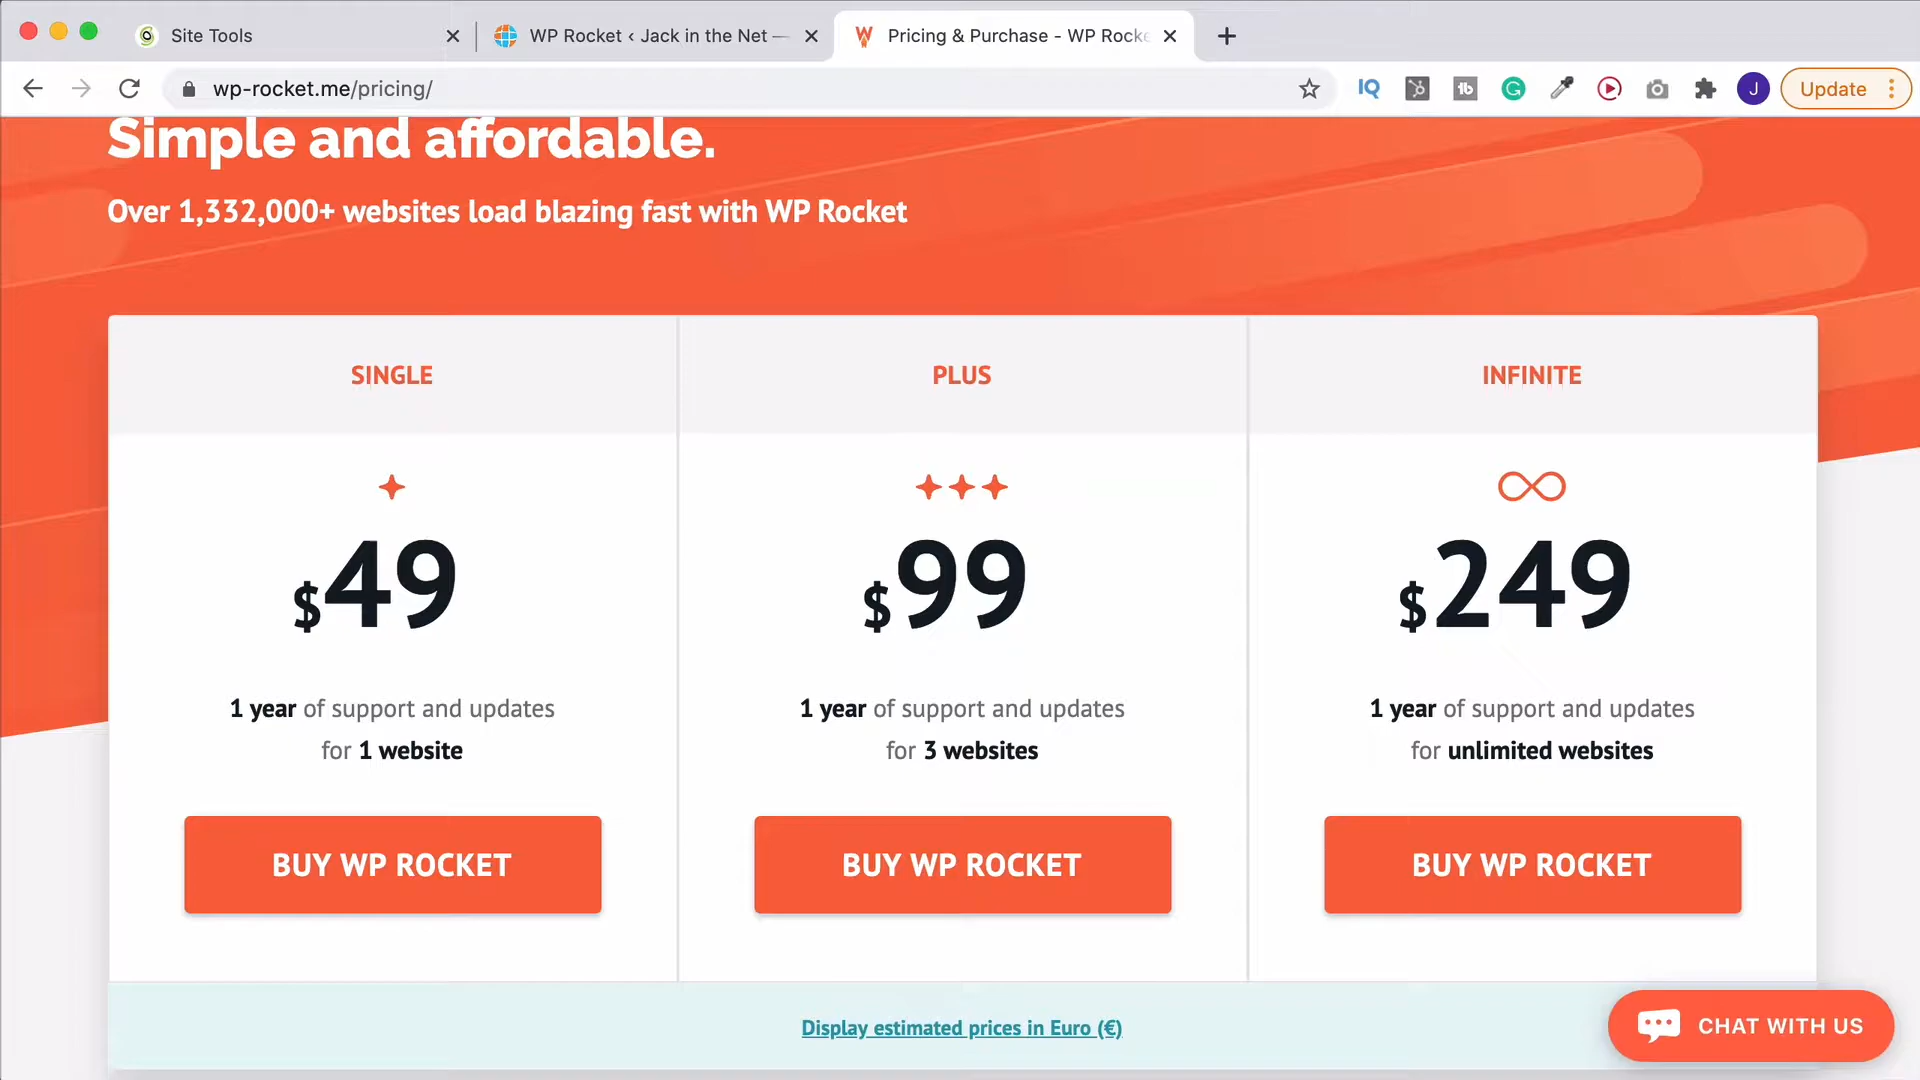 Site Tools
WP Rocket ‹ Jack in the Net —
Pricing & Purchase - WP Rocke
wp-rocket.me/pricing/
IQ
tb
G
J
Update
Simple and affordable.
Over 1,332,000+ websites load blazing fast with WP Rocket
SINGLE
PLUS
INFINITE
$49
$99
$249
1 year of support and updates
for 1 website
1 year of support and updates
for 3 websites
1 year of support and updates
for unlimited websites
BUY WP ROCKET
BUY WP ROCKET
BUY WP ROCKET
Display estimated prices in Euro (€)
CHAT WITH US